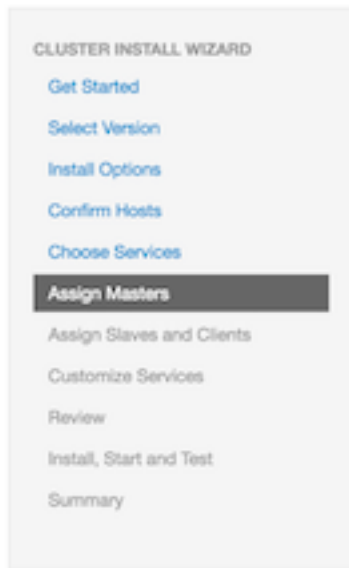 CLUSTER INSTALL WIZARD
Get Started
Select Version
Install Options
Confirm Hosts
Choose Services
Assign Masters
Assign Slaves and Clients
Customize Services
Review
Install, Start and Test
Summary